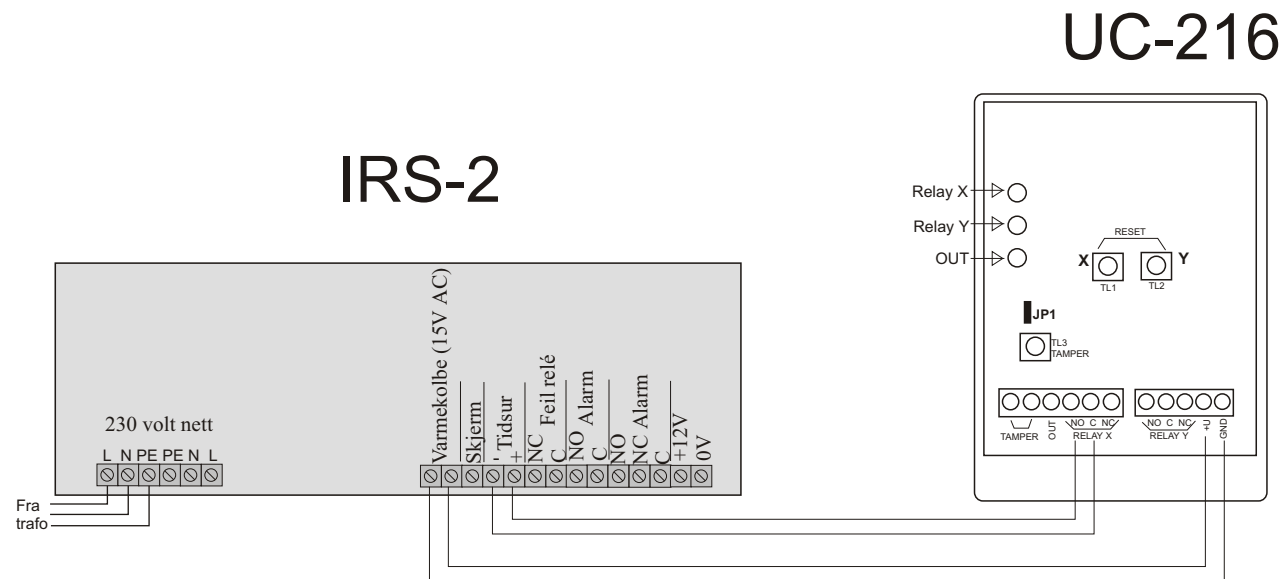 UC-216
IRS-2
Relay X
Relay Y
OUT
RESET
X
Y
TL1
TL2
JP1
TL3
TAMPER
NO C NC
NO C NC
TAMPER
OUT
RELAY X
RELAY Y
+U
GND
230 volt nett
L N PE PE N L
Fra
trafo
Varmekolbe (15V AC)
Skjerm
-
Tidsur
+
NC
Feil relé
C
NO
Alarm
C
NO
NC
Alarm
C
+12V
0V